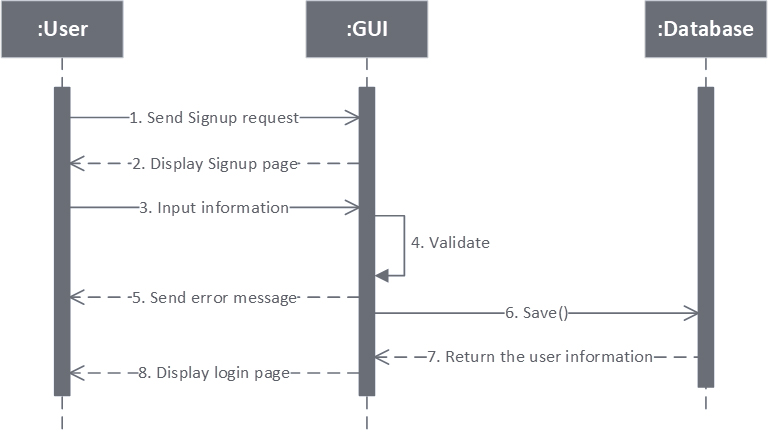 :User
:GUI
:Database
1. Send Signup request
2. Display Signup page
3. Input information
4. Validate
5. Send error message
6. Save()
7. Return the user information
8. Display login page